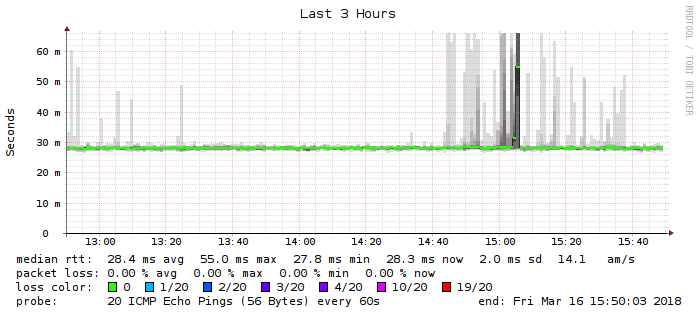 Last 3 Hours
RRDTOOL / TOBI OETIKER
Seconds
60 m
50 m
40 m
30 m
20 m
10 m
0
13:00 13:20 13:40 14:00 14:20 14:40 15:00 15:20 15:40
median rtt: 28.4 ms avg 55.0 ms max 27.8 ms min 28.3 ms now 2.0 ms sd 14.1 am/s
packet loss: 0.00 % avg 0.00 % max 0.00 % min 0.00 % now
loss color: 0 1/20 2/20 3/20 4/20 10/20 19/20
probe: 20 ICMP Echo Pings (56 Bytes) every 60s end: Fri Mar 16 15:50:03 2018